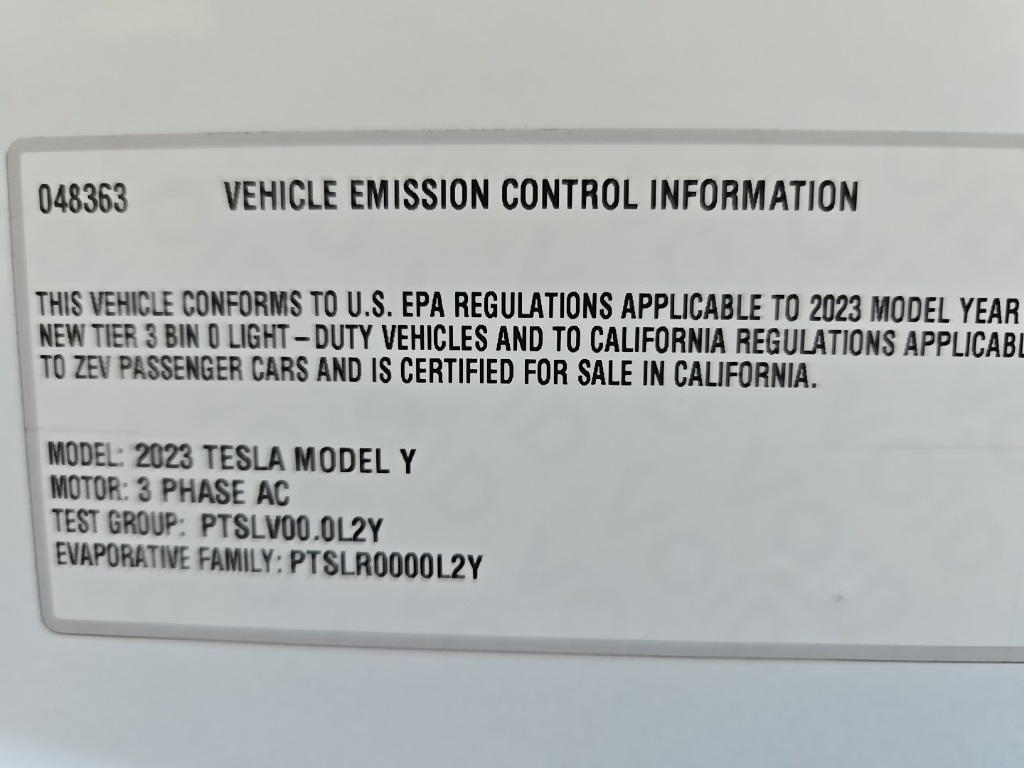 048363 VEHICLE EMISSION CONTROL INFORMATION
THIS VEHICLE CONFORMS TO U.S. EPA REGULATIONS APPLICABLE TO 2023 MODEL YEAR
NEW TIER 3 BIN 0 LIGHT-DUTY VEHICLES AND TO CALIFORNIA REGULATIONS APPLICABL
TO ZEV PASSENGER CARS AND IS CERTIFIED FOR SALE IN CALIFORNIA.
MODEL: 2023 TESLA MODEL Y
MOTOR: 3 PHASE AC
TEST GROUP: PTSLV00.0L2Y
EVAPORATIVE FAMILY: PTSLR0000L2Y